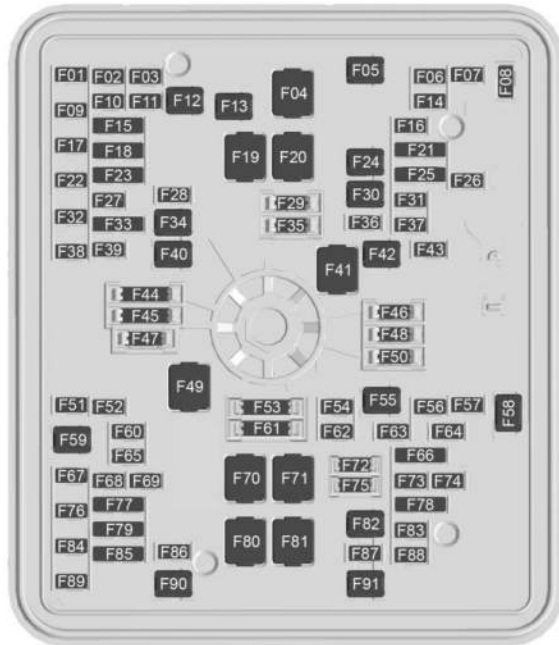 F01 F02 F03 F04 F05 F06 F07 F08
F09 F10 F11 F12 F13 F14
F15 F16
F17 F18 F19 F20 F21
F22 F23 F24 F25 F26
F27 F28 F29 F30 F31
F32 F33 F34 F35 F36 F37
F38 F39 F40 F41 F42 F43
F44 F46
F45 F48
F47 F50
F49
F51 F52 F53 F54 F55 F56 F57 F58
F59 F60 F61 F62 F63 F64
F65 F66
F67 F68 F69 F70 F71 F72 F73 F74
F76 F77 F75 F78
F79 F80 F81 F82 F83
F84 F85 F86 F87 F88
F89 F90 F91